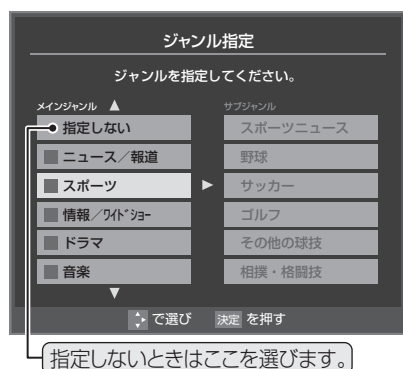 ジャンル指定
ジャンルを指定してください。
メインジャンル ▲
サブジャンル
指定しない
スポーツニュース
ニュース／報道
野球
スポーツ
サッカー
情報／ﾜｲﾄﾞｼｮｰ
ゴルフ
ドラマ
その他の球技
音楽
相撲・格闘技
で選び 決定 を押す
指定しないときはここを選びます。